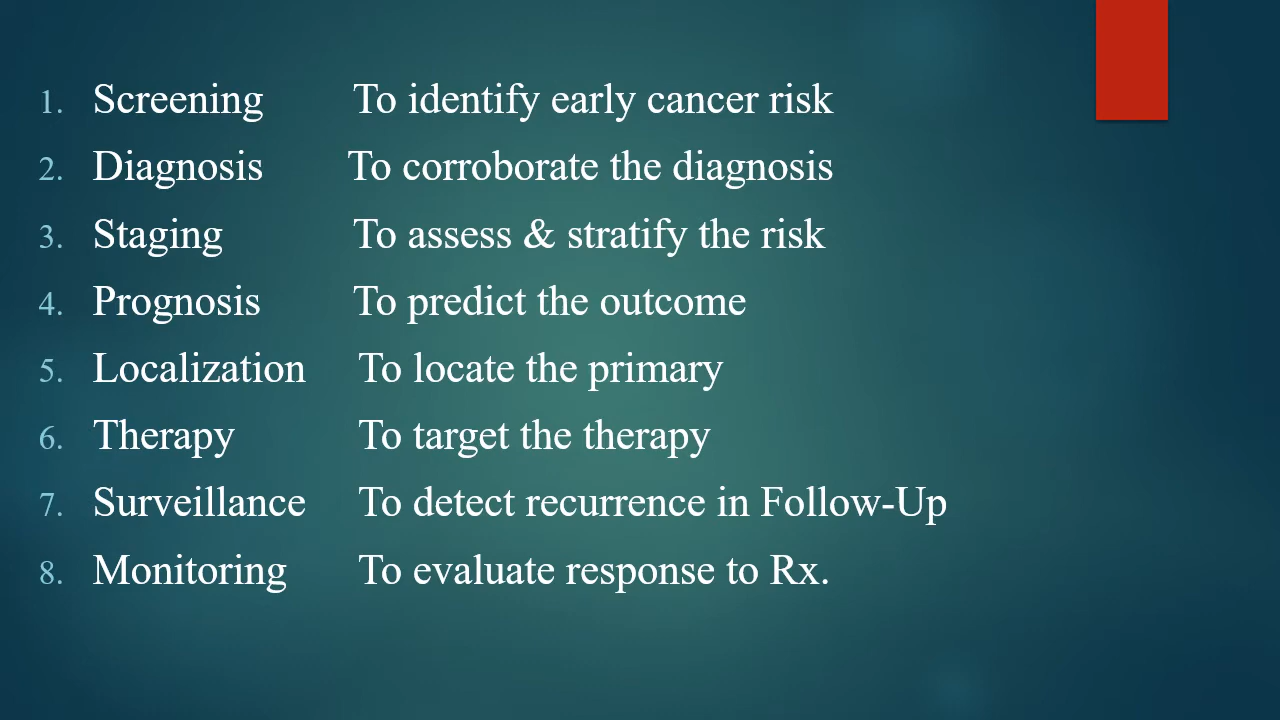 1. Screening To identify early cancer risk
2. Diagnosis To corroborate the diagnosis
3. Staging To assess & stratify the risk
4. Prognosis To predict the outcome
5. Localization To locate the primary
6. Therapy To target the therapy
7. Surveillance To detect recurrence in Follow-Up
8. Monitoring To evaluate response to Rx.